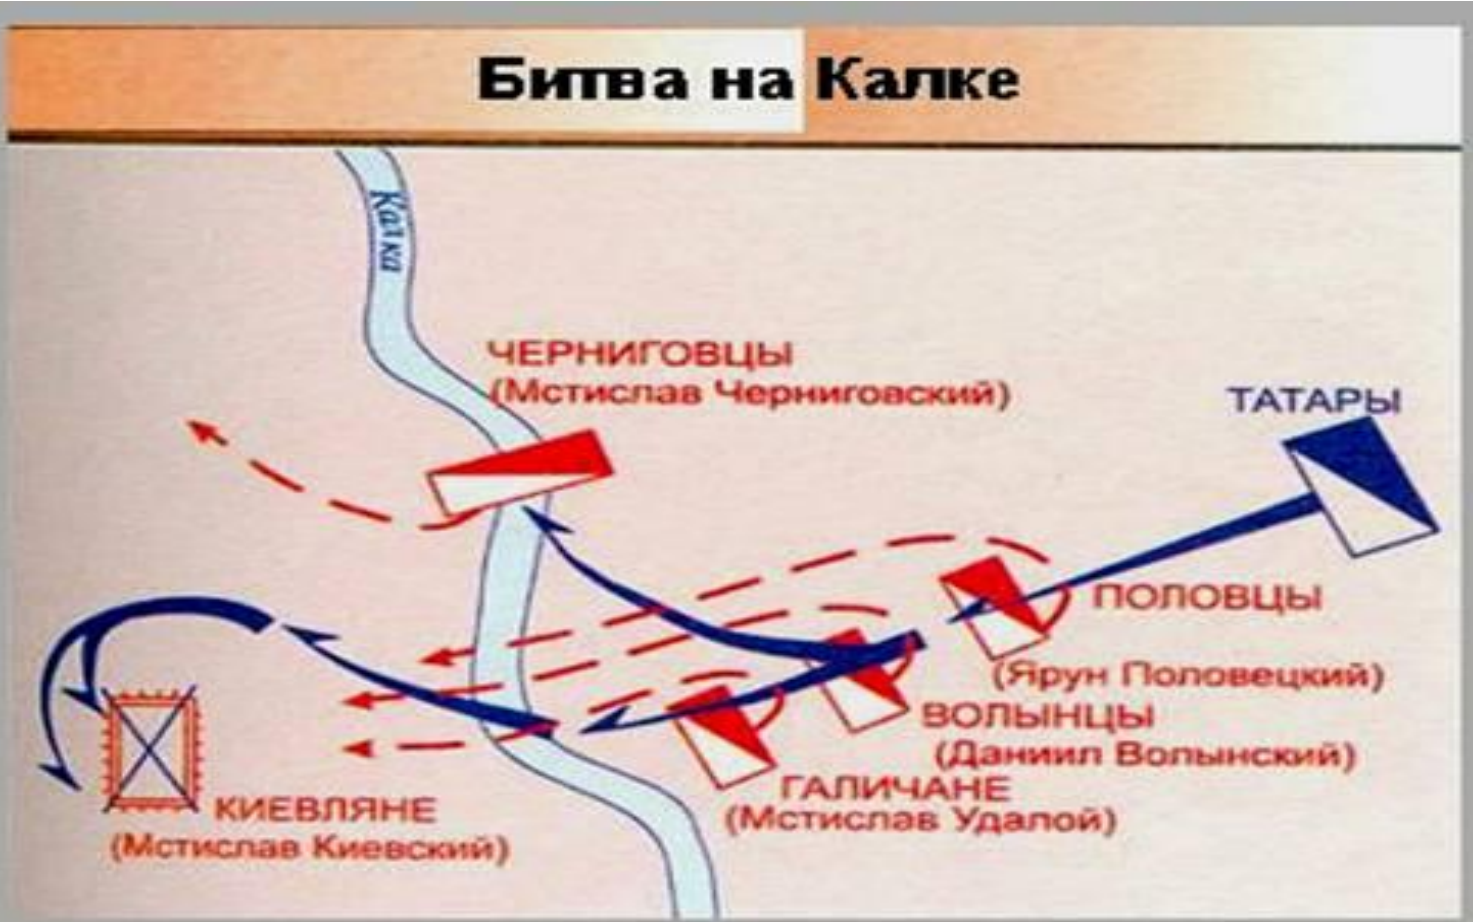 Битва на Калке
Калка
ЧЕРНИГОВЦЫ
(Мстислав Черниговский)
ТАТАРЫ
ПОЛОВЦЫ
(Ярун Половецкий)
ВОЛЫНЦЫ
(Даниил Волынский)
ГАЛИЧАНЕ
(Мстислав Удалой)
КИЕВЛЯНЕ
(Мстислав Киевский)